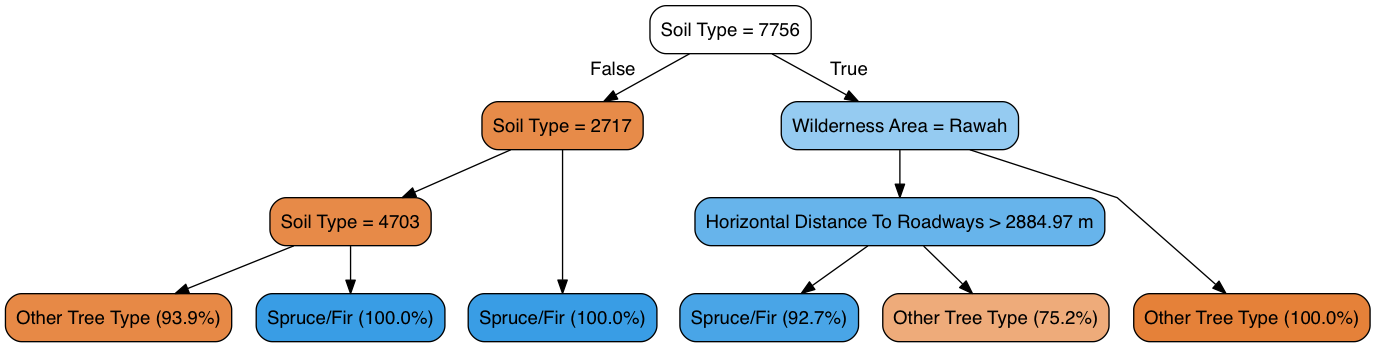 Soil Type = 7756
False
True
Soil Type = 2717
Wilderness Area = Rawah
Soil Type = 4703
Horizontal Distance To Roadways > 2884.97 m
Other Tree Type (93.9%)
Spruce/Fir (100.0%)
Spruce/Fir (100.0%)
Spruce/Fir (92.7%)
Other Tree Type (75.2%)
Other Tree Type (100.0%)